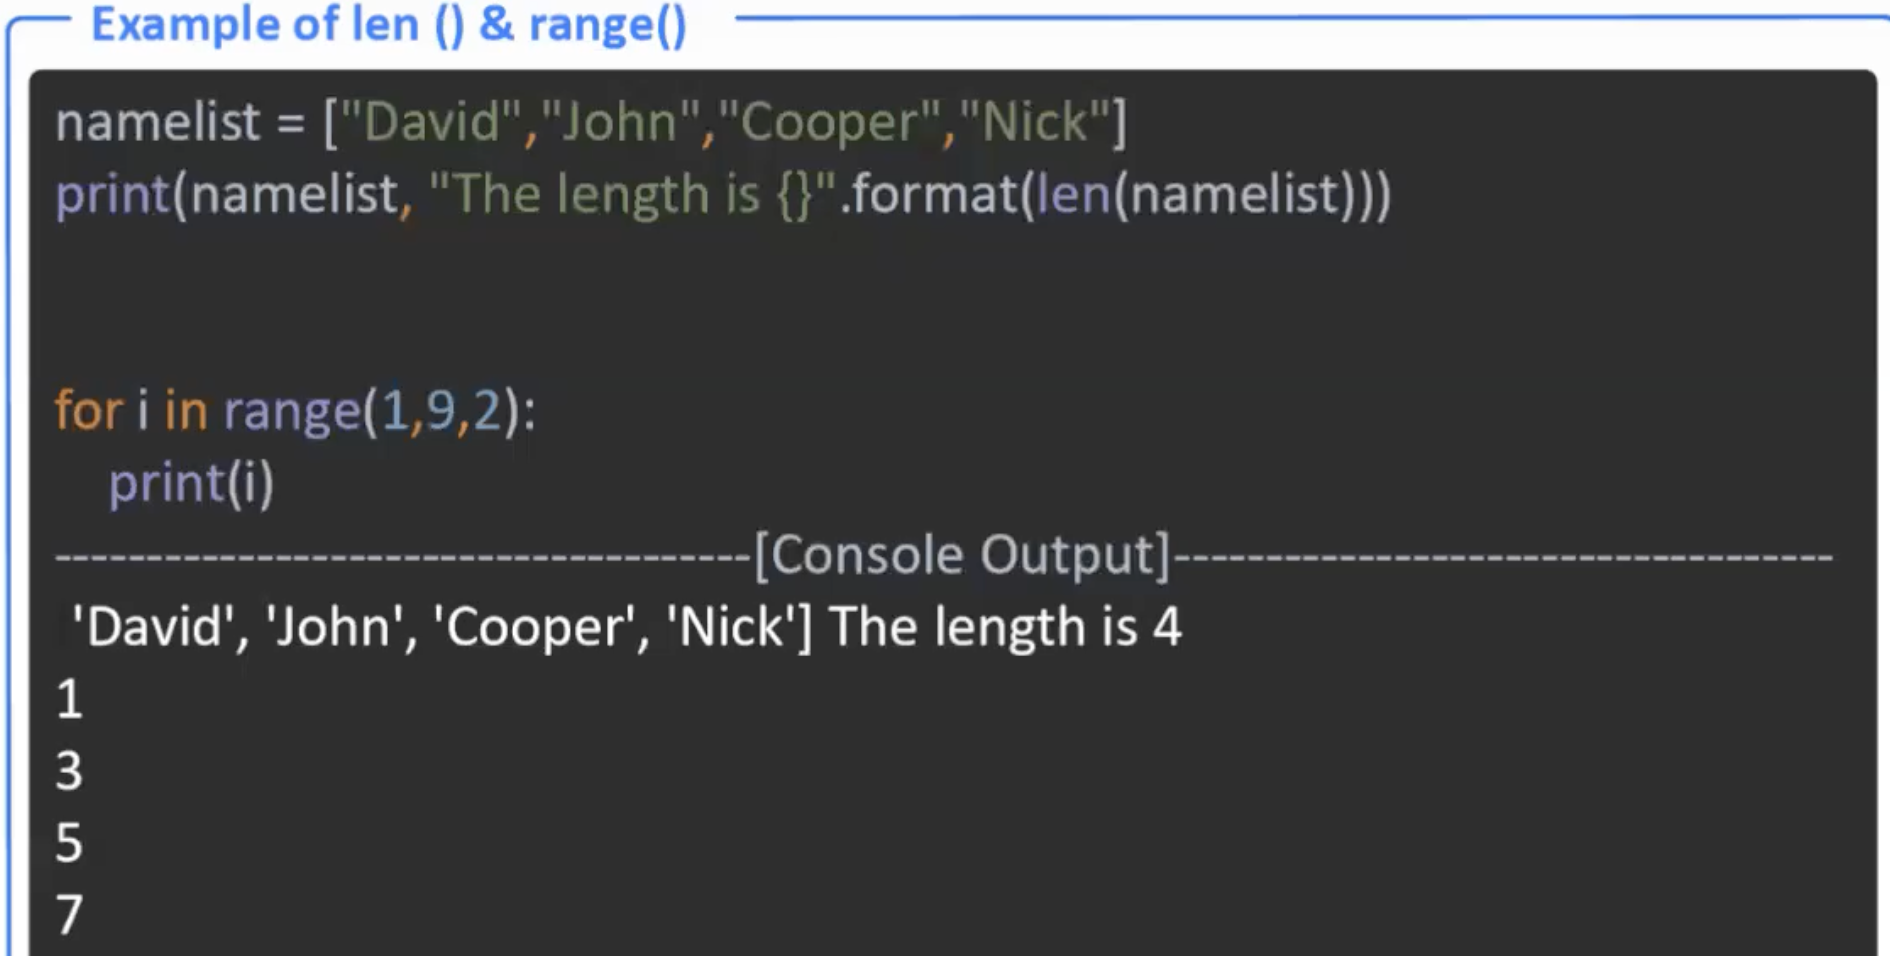 Example of len () & range()
namelist = ["David","John","Cooper","Nick"]
print(namelist, "The length is {}".format(len(namelist)))
for i in range(1,9,2):
    print(i)
--------------------------------------[Console Output]------------------------------------
'David', 'John', 'Cooper', 'Nick'] The length is 4
1
3
5
7